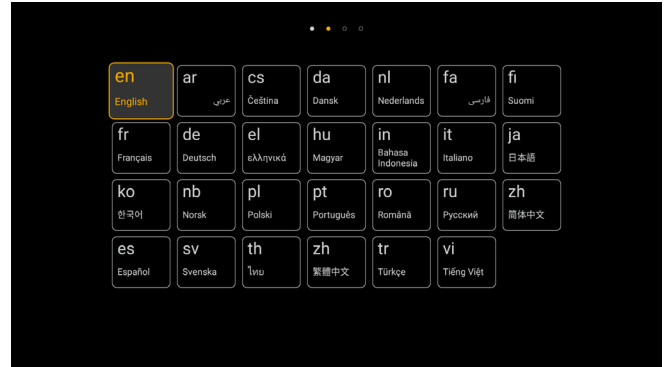 en
English
ar
عربي
cs
Čeština
da
Dansk
nl
Nederlands
fa
فارسی
fi
Suomi
fr
Français
de
Deutsch
el
ελληνικά
hu
Magyar
in
Bahasa
Indonesia
it
Italiano
ja
日本語
ko
한국어
nb
Norsk
pl
Polski
pt
Português
ro
Română
ru
Русский
zh
简体中文
es
Español
sv
Svenska
th
ไทย
zh
繁體中文
tr
Türkçe
vi
Tiếng Việt